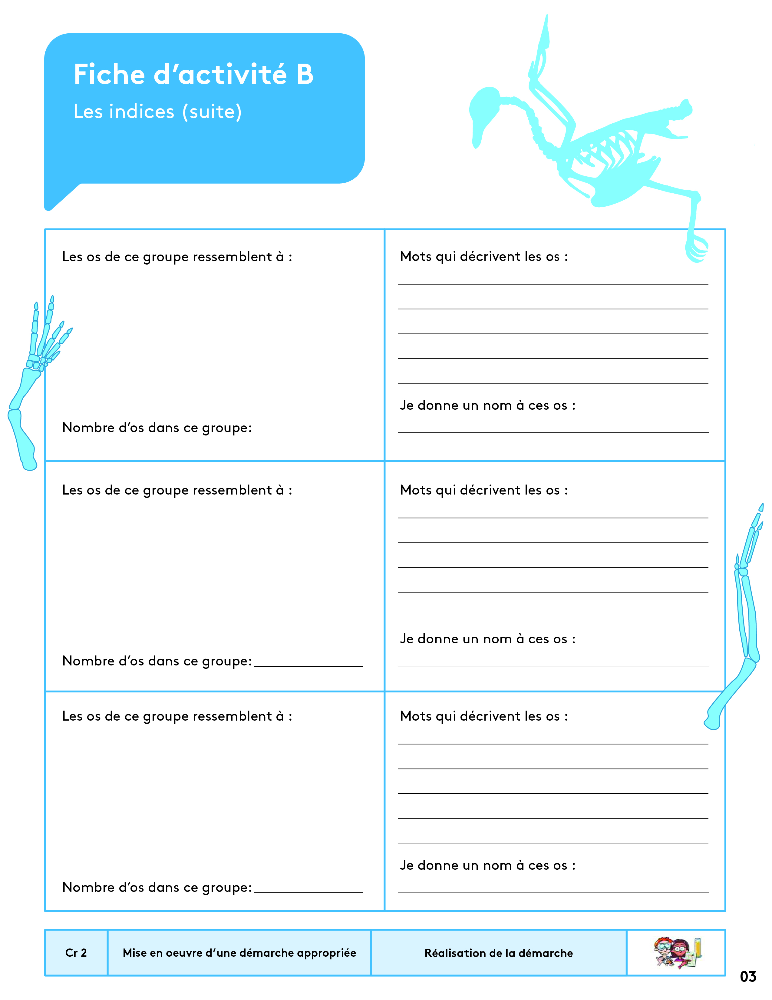 Fiche d’activité B
Les indices (suite)
Les os de ce groupe ressemblent à :
Nombre d’os dans ce groupe:
Mots qui décrivent les os :
Je donne un nom à ces os :
Les os de ce groupe ressemblent à :
Nombre d’os dans ce groupe:
Mots qui décrivent les os :
Je donne un nom à ces os :
Les os de ce groupe ressemblent à :
Nombre d’os dans ce groupe:
Mots qui décrivent les os :
Je donne un nom à ces os :
Cr 2
Mise en oeuvre d’une démarche appropriée
Réalisation de la démarche
03